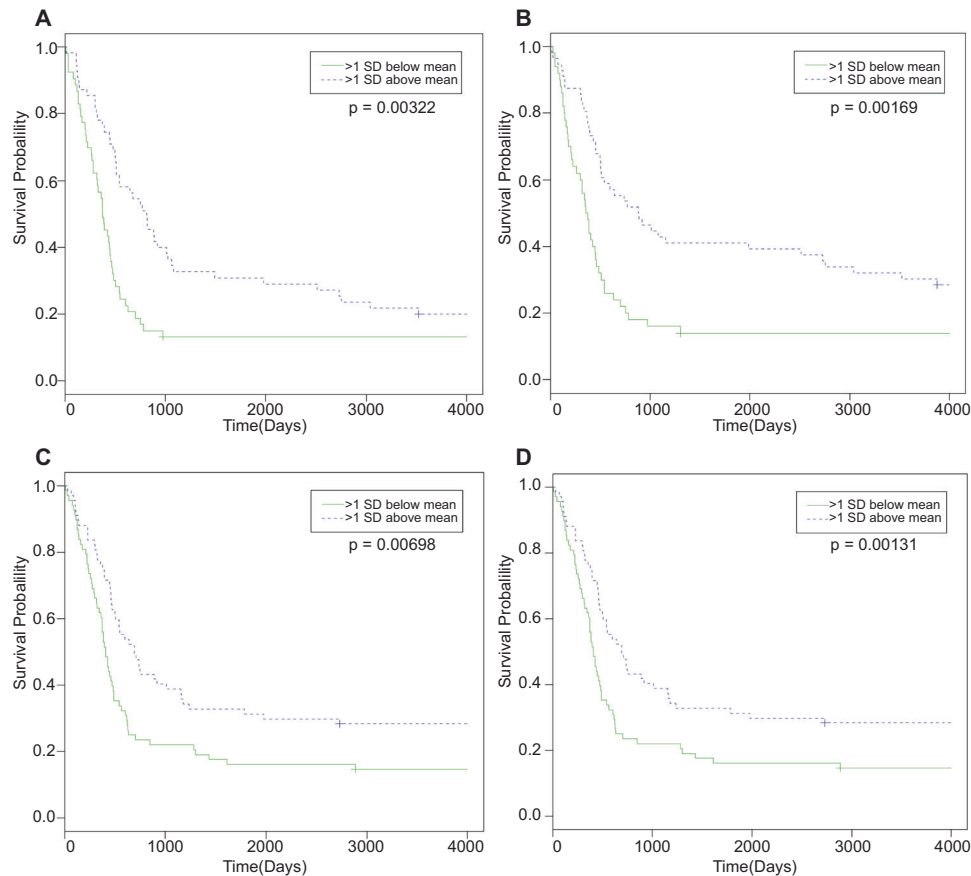 A
>1 SD below mean
>1 SD above mean
p = 0.00322
Survival Probalility
1.0
0.8
0.6
0.4
0.2
0.0
0 1000 2000 3000 4000
Time(Days)
B
>1 SD below mean
>1 SD above mean
p = 0.00169
Survival Probalility
1.0
0.8
0.6
0.4
0.2
0.0
0 1000 2000 3000 4000
Time(Days)
C
>1 SD below mean
>1 SD above mean
p = 0.00698
Survival Probalility
1.0
0.8
0.6
0.4
0.2
0.0
0 1000 2000 3000 4000
Time(Days)
D
>1 SD below mean
>1 SD above mean
p = 0.00131
Survival Probalility
1.0
0.8
0.6
0.4
0.2
0.0
0 1000 2000 3000 4000
Time(Days)